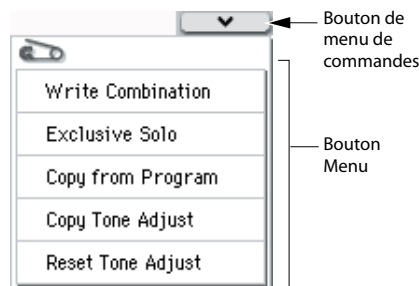 Bouton de
menu de
commandes
Write Combination
Exclusive Solo
Bouton
Menu
Copy from Program
Copy Tone Adjust
Reset Tone Adjust